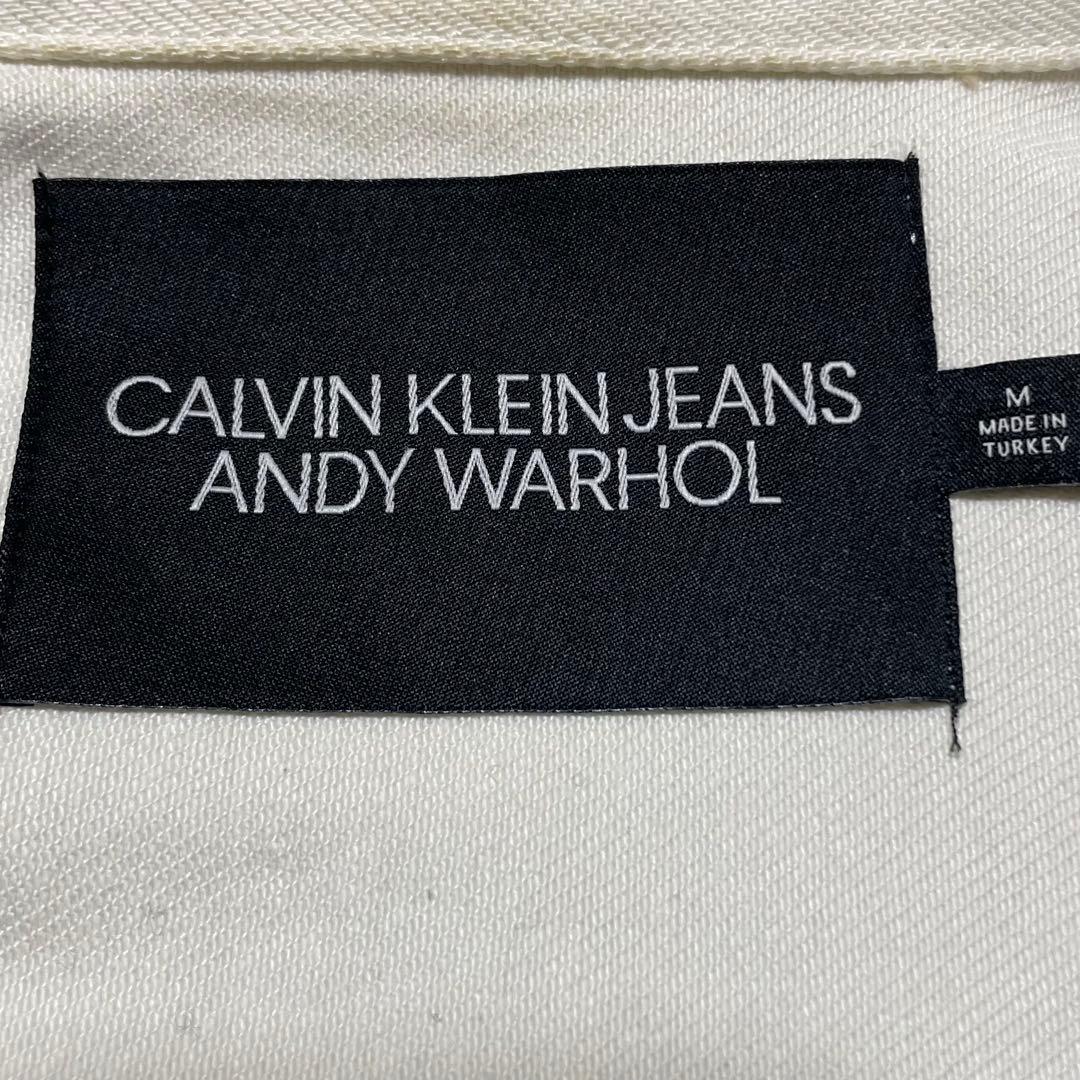 CALVIN KLEIN JEANS
ANDY WARHOL
M
MADE IN
TURKEY